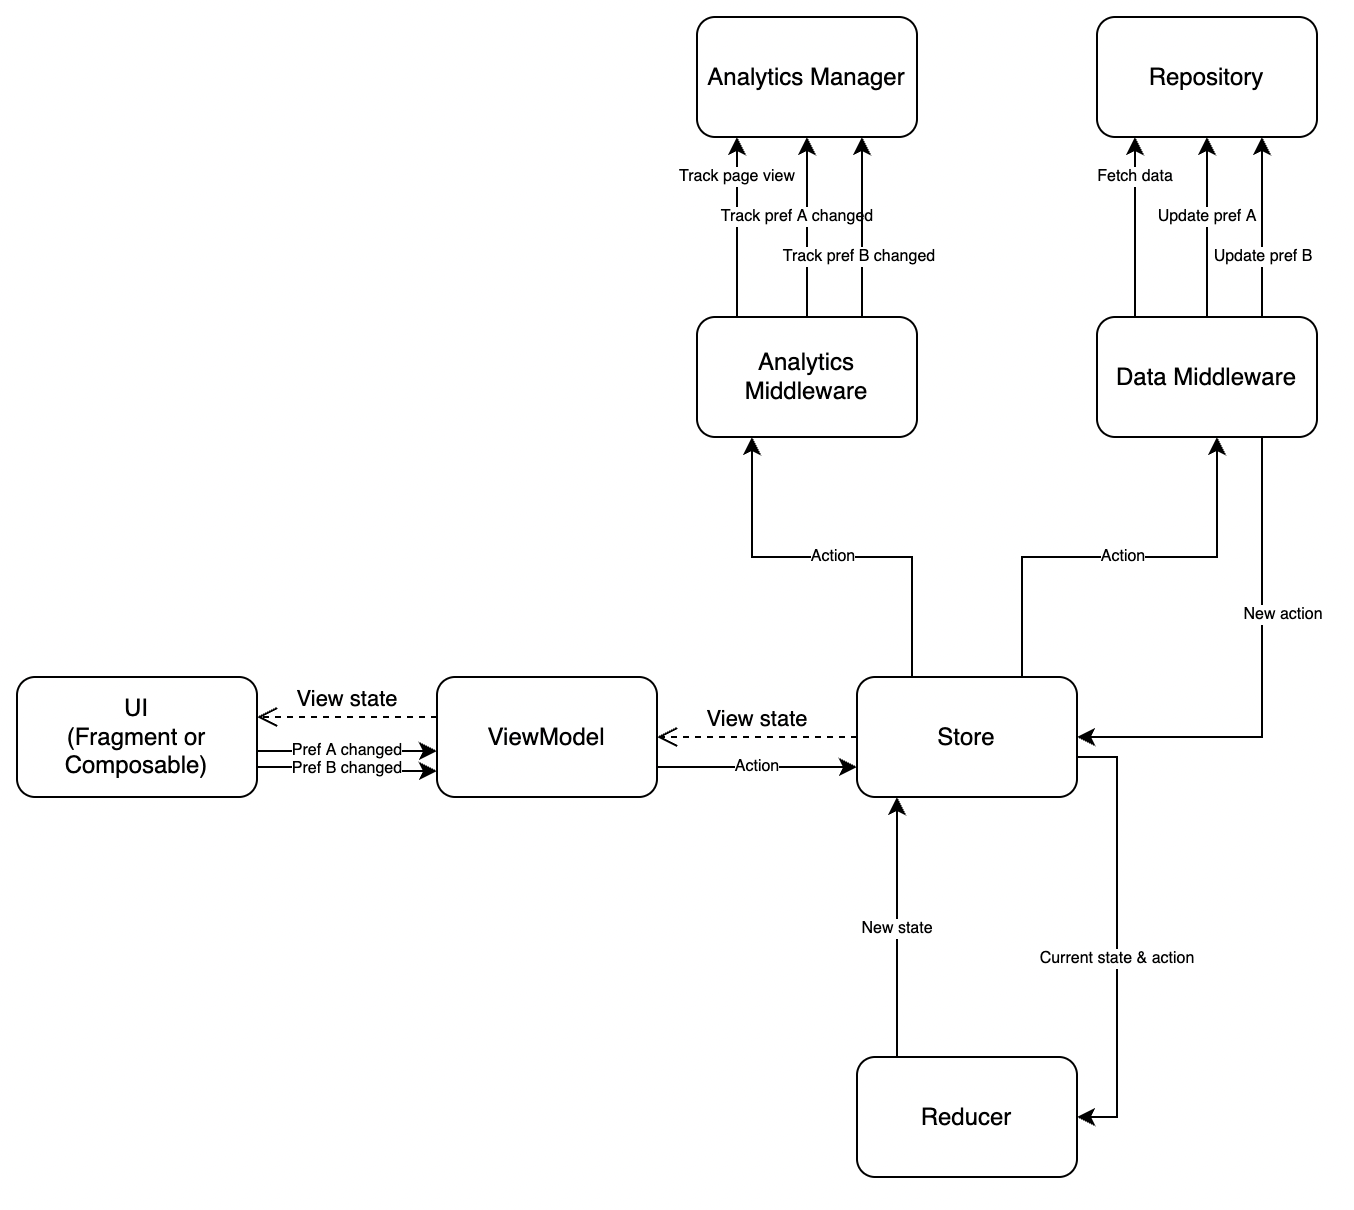 Analytics Manager
Repository
Track page view
Fetch data
Track pref A changed
Update pref A
Track pref B changed
Update pref B
Analytics
Middleware
Data Middleware
Action
Action
New action
UI
(Fragment or
Composable)
View state
Pref A changed
Pref B changed
ViewModel
View state
Action
Store
New state
Current state & action
Reducer